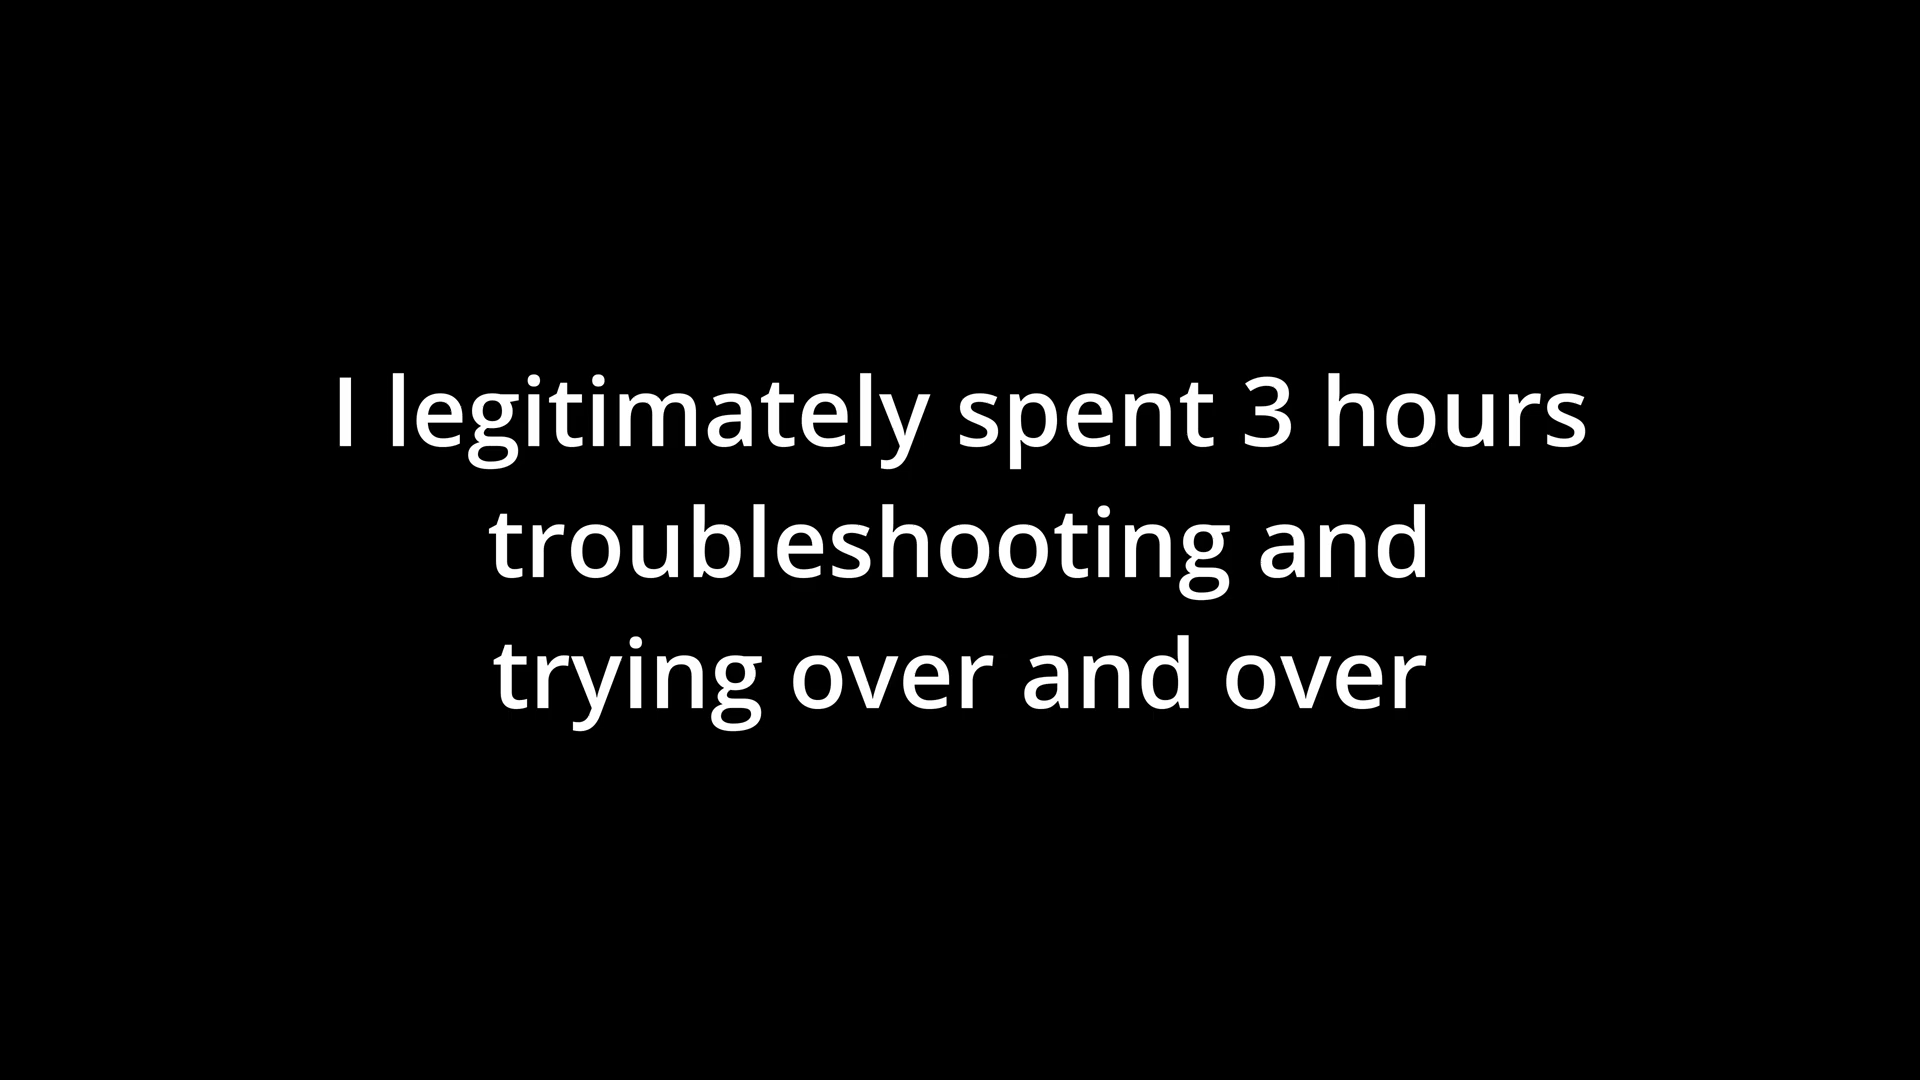 I legitimately spent 3 hours
troubleshooting and
trying over and over